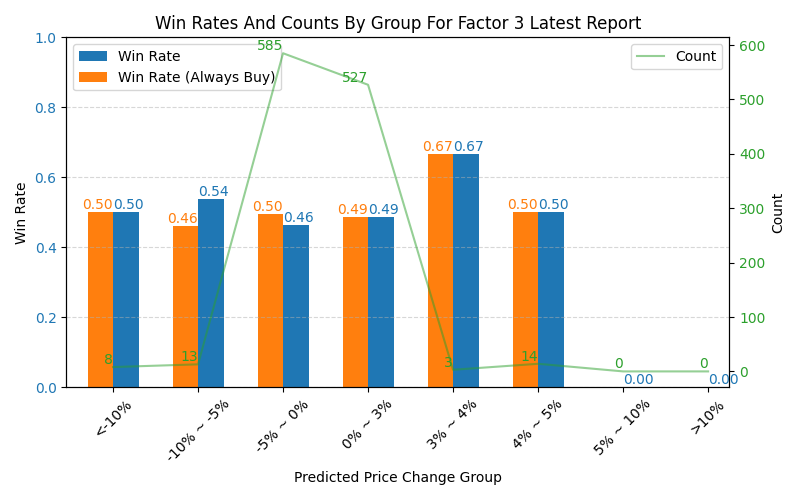 Win Rates And Counts By Group For Factor 3 Latest Report
1.0
0.8
0.6
0.4
0.2
0.0
Win Rate
Win Rate
Win Rate (Always Buy)
Count
600
500
400
300
200
100
0
Count
585
527
8
13
3
14
0
0
0.50
0.50
0.46
0.54
0.50
0.46
0.49
0.49
0.67
0.67
0.50
0.50
0.00
0.00
<-10%
-10% ~ -5%
-5% ~ 0%
0% ~ 3%
3% ~ 4%
4% ~ 5%
5% ~ 10%
>10%
Predicted Price Change Group